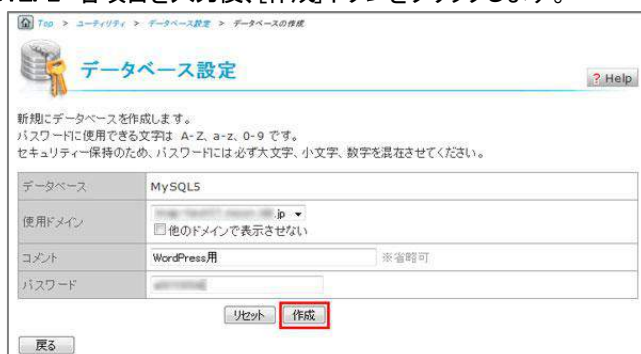 Top > ユーティリティ > データベース設定 > データベースの作成
データベース設定
? Help
新規にデータベースを作成します。
パスワードに使用できる文字は A-Z、a-z、0-9 です。
セキュリティー保持のため、パスワードには必ず大文字、小文字、数字を混在させてください。
データベース MySQL5
使用ドメイン .jp
他のドメインで表示させない
コメント WordPress用 ※省略可
パスワード
リセット 作成
戻る